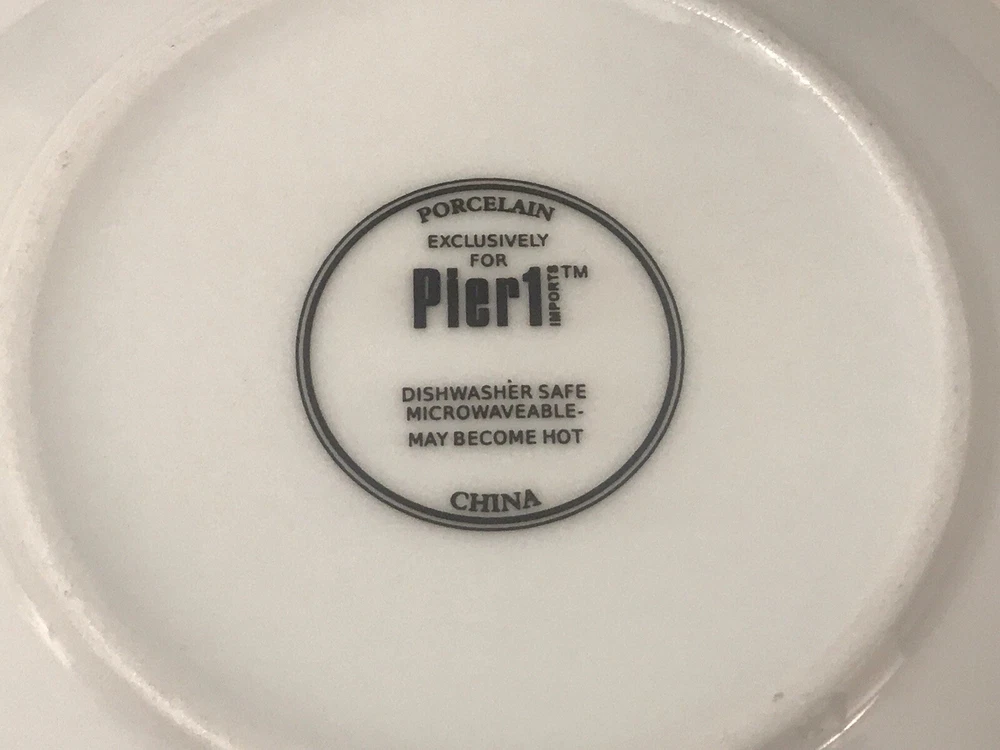 PORCELAIN
EXCLUSIVELY
FOR
Pier1 IMPORTS™
DISHWASHER SAFE
MICROWAVEABLE-
MAY BECOME HOT
CHINA